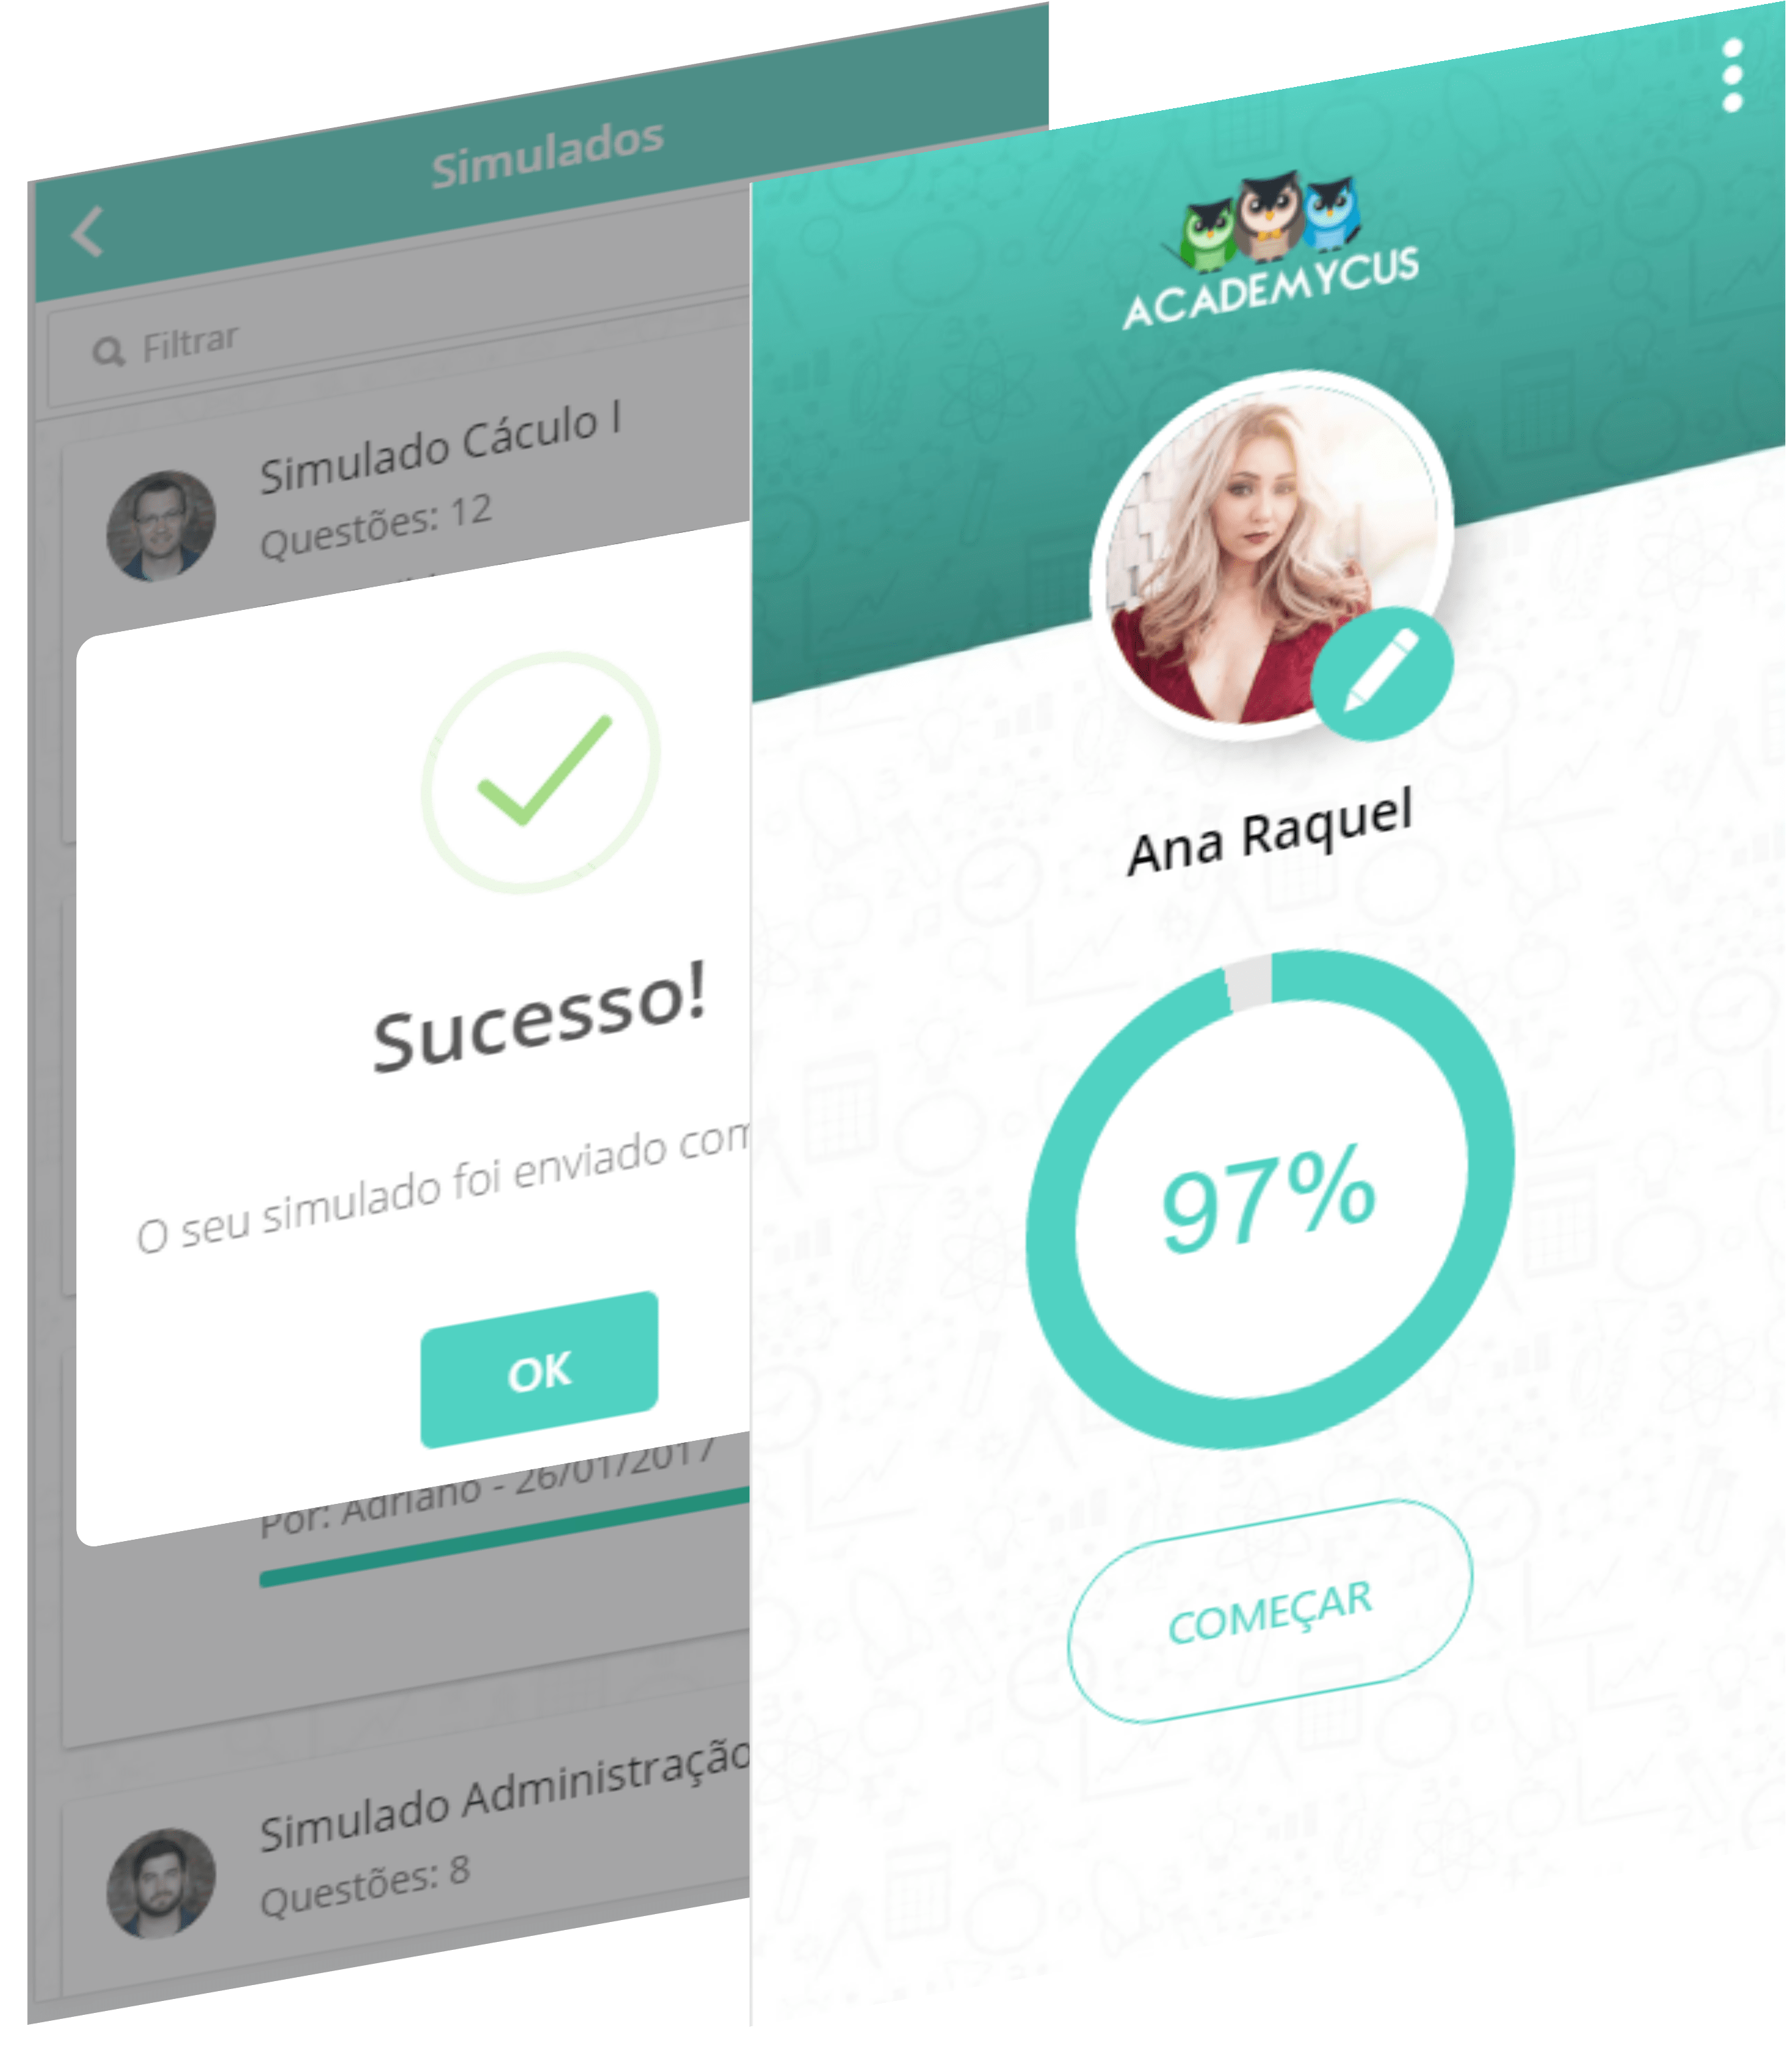 Simulados
Filtrar
Simulado Cáculo I
Questões: 12
Sucesso!
O seu simulado foi enviado com
OK
Por: Adriano - 26/01/2017
Simulado Administração
Questões: 8
ACADEMYCUS
Ana Raquel
97%
COMEÇAR